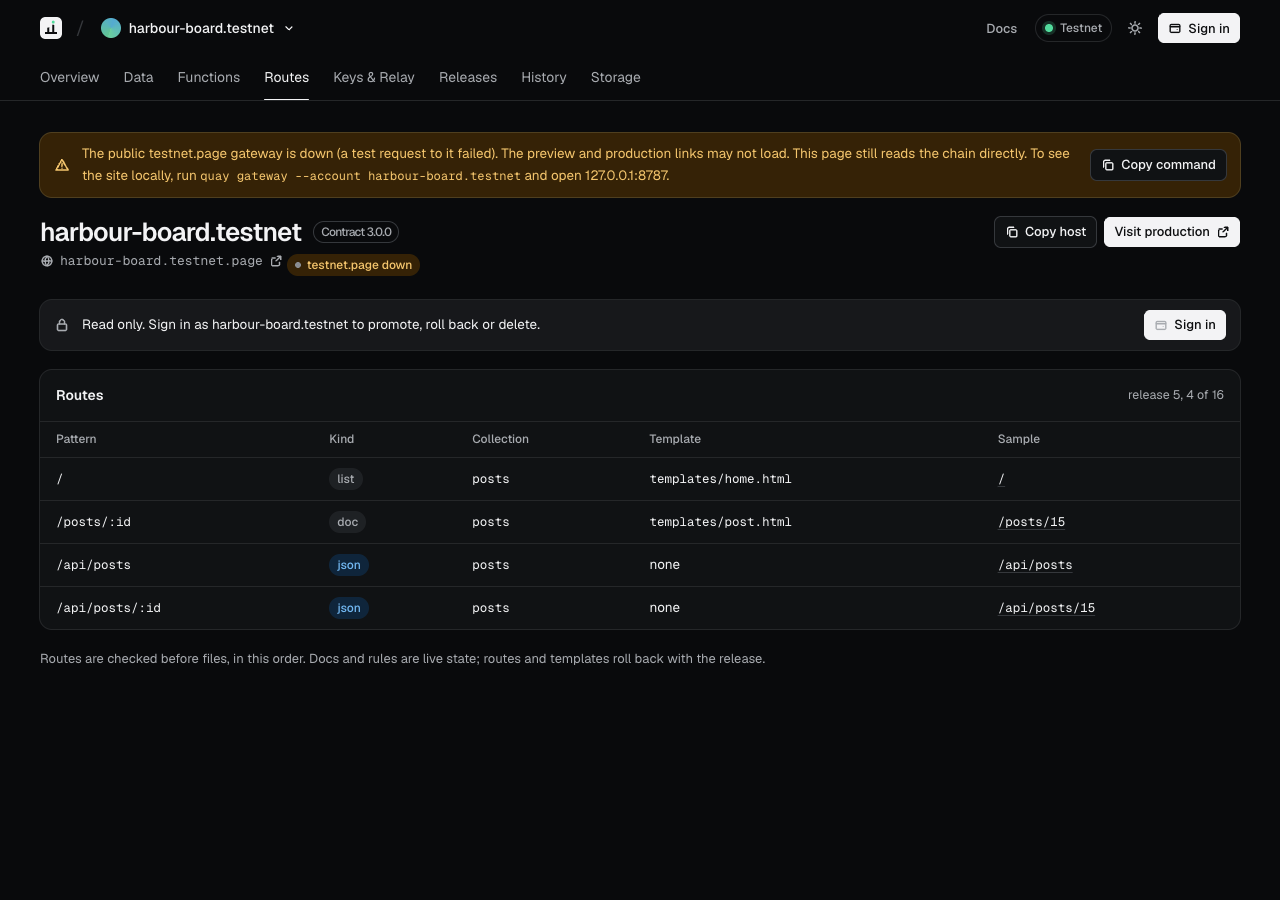 / harbour-board.testnet Docs Testnet Sign in
Overview Data Functions Routes Keys & Relay Releases History Storage
The public testnet.page gateway is down (a test request to it failed). The preview and production links may not load. This page still reads the chain directly. To see
the site locally, run quay gateway --account harbour-board.testnet and open 127.0.0.1:8787.
Copy command
harbour-board.testnet Contract 3.0.0 Copy host Visit production
harbour-board.testnet.page testnet.page down
Read only. Sign in as harbour-board.testnet to promote, roll back or delete. Sign in
Routes release 5, 4 of 16
Pattern Kind Collection Template Sample
/ list posts templates/home.html /
/posts/:id doc posts templates/post.html /posts/15
/api/posts json posts none /api/posts
/api/posts/:id json posts none /api/posts/15
Routes are checked before files, in this order. Docs and rules are live state; routes and templates roll back with the release.